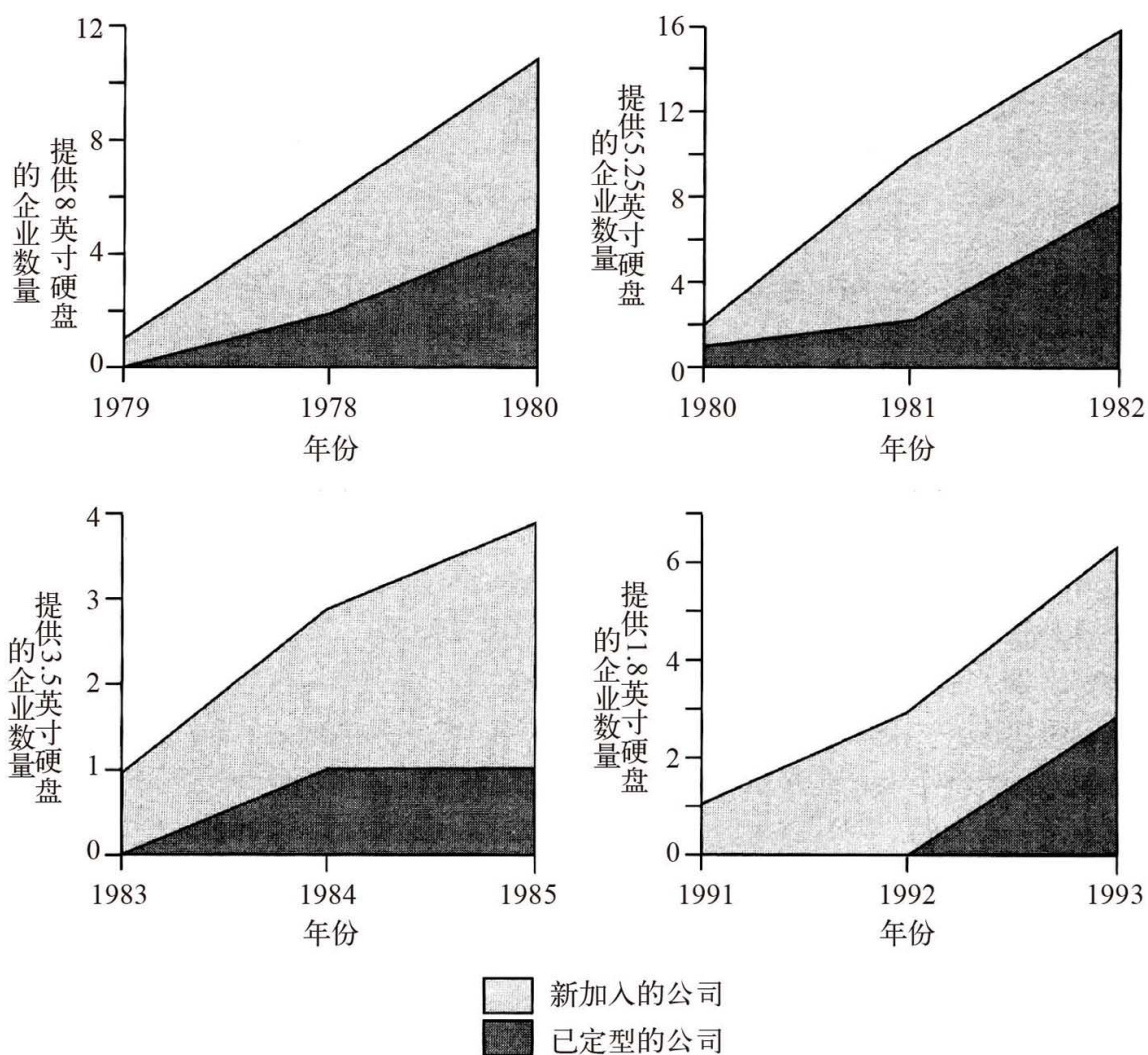 12
8
4
0
提供8英寸硬盘
的企业数量
1979
1978
1980
年份
16
12
8
4
0
提供5.25英寸硬盘
的企业数量
1980
1981
1982
年份
4
3
2
1
0
提供3.5英寸硬盘
的企业数量
1983
1984
1985
年份
6
4
2
0
提供1.8英寸硬盘
的企业数量
1991
1992
1993
年份
新加入的公司
已定型的公司